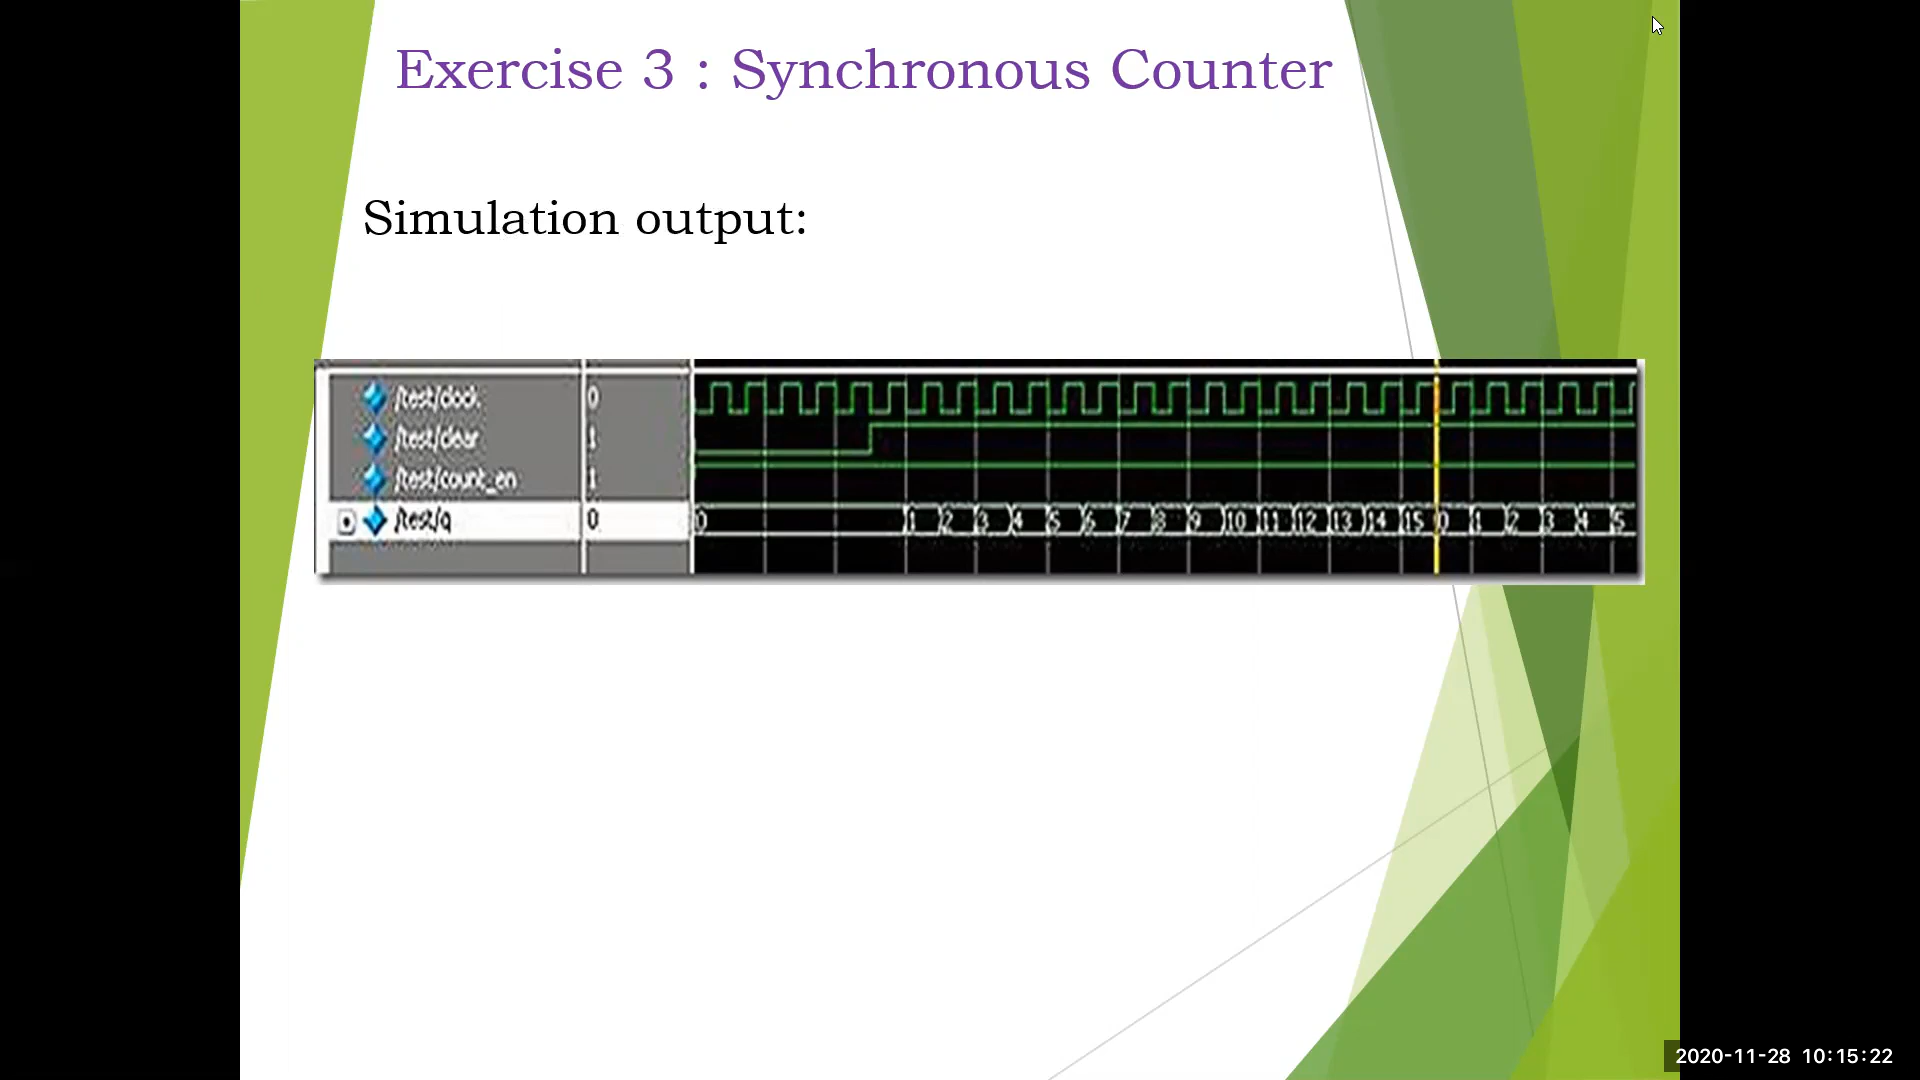 Exercise 3 : Synchronous Counter
Simulation output:
/test/clock 0
/test/clear 1
/test/count_en 1
/test/q 0 0 1 2 3 4 5 6 7 8 9 10 11 12 13 14 15 0 1 2 3 4 5
2020-11-28 10:15:22